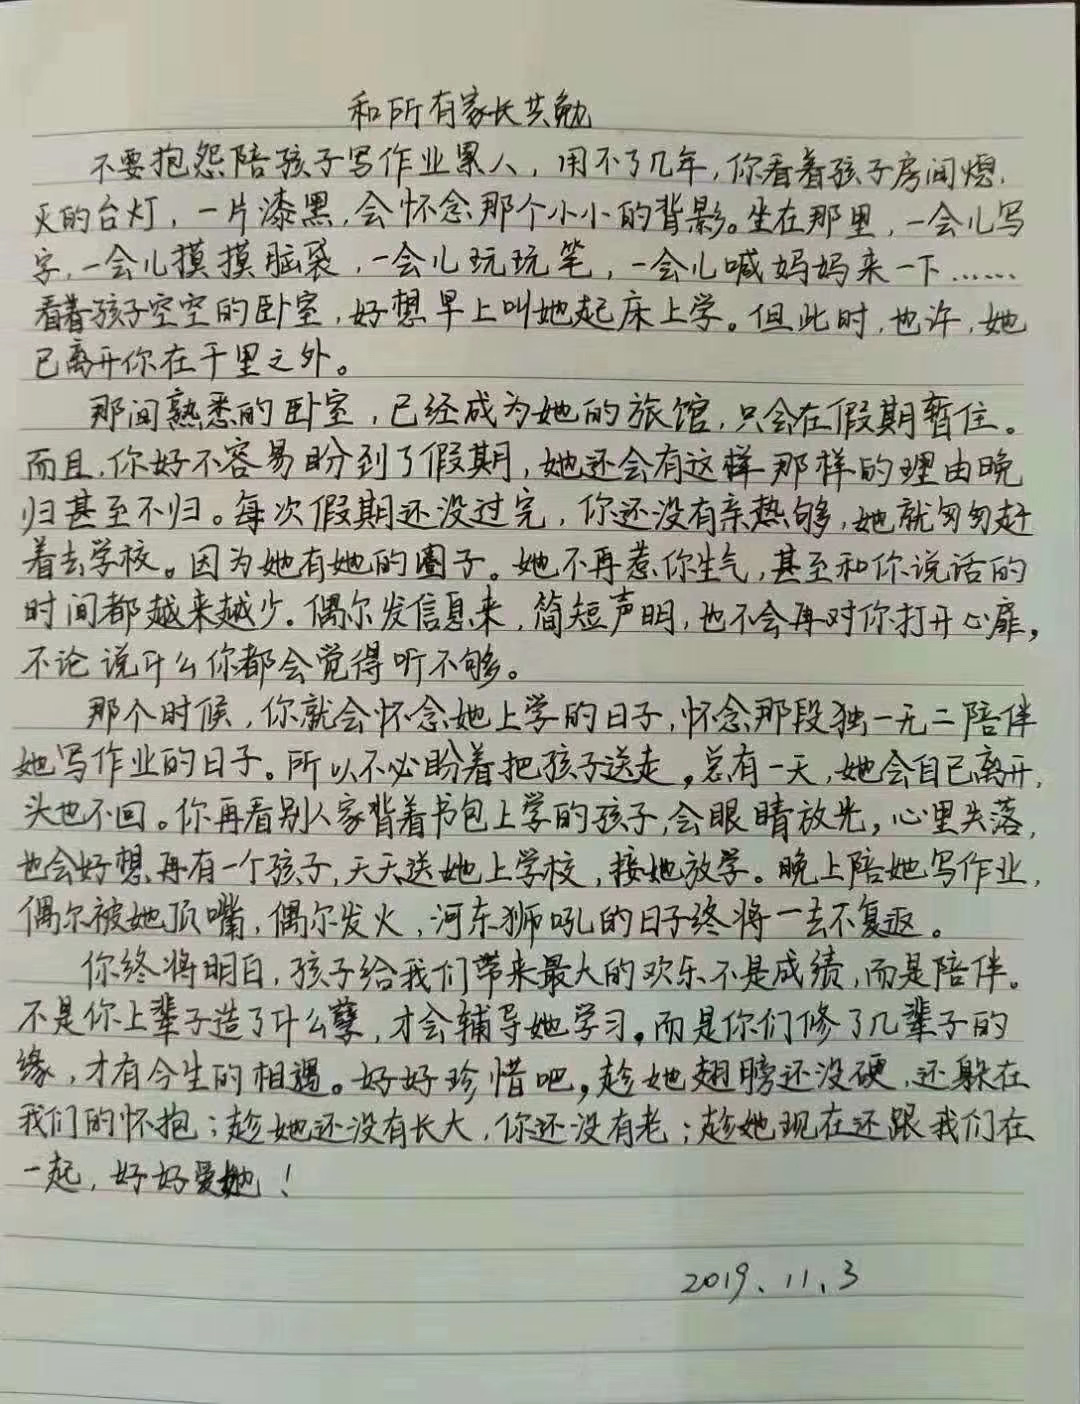 和所有家长共勉
不要抱怨陪孩子写作业累人，用不了几年，你看着孩子房间熄
灭的台灯，一片漆黑，会怀念那个小小的背影。坐在那里，一会儿写
字，一会儿摸摸脑袋，一会儿玩玩笔，一会儿喊妈妈来一下……
看着孩子空空的卧室，好想早上叫她起床上学。但此时，也许，她
已离开你在千里之外。
那间熟悉的卧室，已经成为她的旅馆，只会在假期暂住。
而且，你好不容易盼到了假期，她还会有这样那样的理由晚
归甚至不归。每次假期还没过完，你还没有亲热够，她就匆匆赶
着去学校。因为她有她的圈子。她不再惹你生气，甚至和你说话的
时间都越来越少。偶尔发信息来，简短声明，也不会再对你打开心扉，
不论说什么你都会觉得听不够。
那个时候，你就会怀念她上学的日子，怀念那段独一无二陪伴
她写作业的日子。所以不必盼着把孩子送走。总有一天，她会自己离开，
头也不回。你再看别人家背着书包上学的孩子，会眼睛放光，心里失落，
也会好想再有一个孩子，天天送她上学校，接她放学。晚上陪她写作业，
偶尔被她顶嘴，偶尔发火，河东狮吼的日子终将一去不复返。
你终将明白，孩子给我们带来最大的欢乐不是成绩，而是陪伴。
不是你上辈子造了什么孽，才会辅导她学习。而是你们修了几辈子的
缘，才有今生的相遇。好好珍惜吧，趁她翅膀还没硬，还躲在
我们的怀抱；趁她还没有长大，你还没有老；趁她现在还跟我们在
一起，好好爱她！
2019、11、3